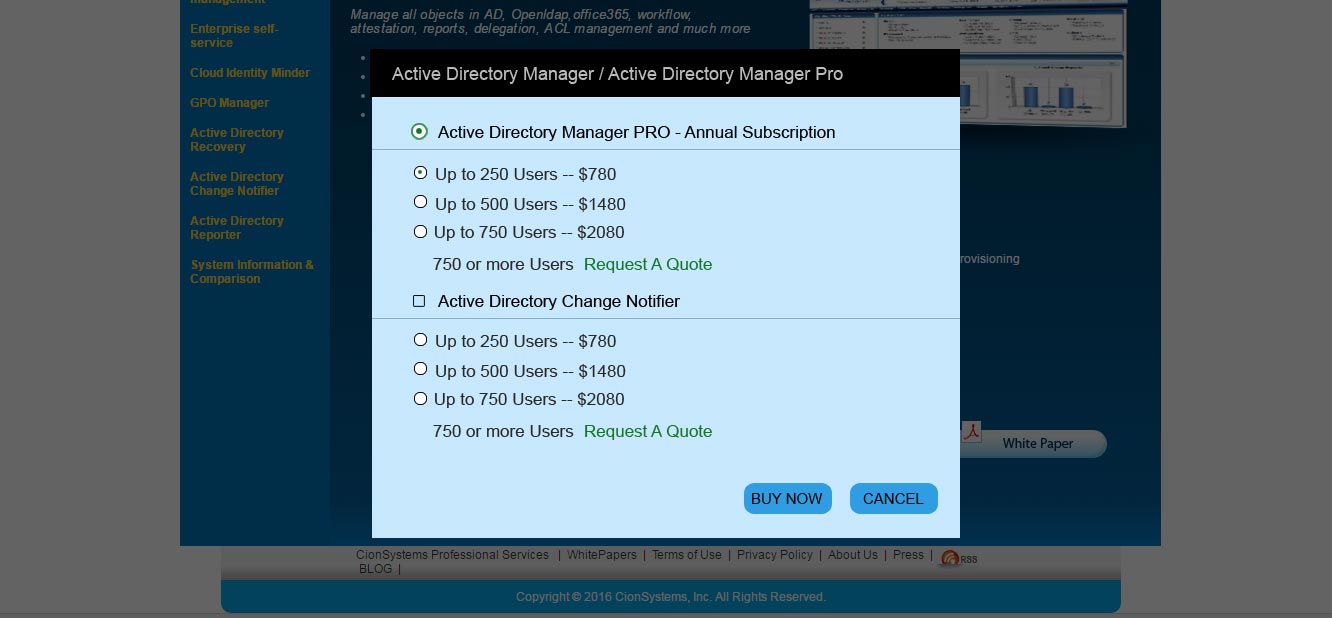 Management
Enterprise self-
service
Cloud Identity Minder
GPO Manager
Active Directory
Recovery
Active Directory
Change Notifier
Active Directory
Reporter
System Information &
Comparison
Manage all objects in AD, Openldap,office365, workflow,
attestation, reports, delegation, ACL management and much more
Active Directory Manager / Active Directory Manager Pro
Active Directory Manager PRO - Annual Subscription
Up to 250 Users -- $780
Up to 500 Users -- $1480
Up to 750 Users -- $2080
750 or more Users Request A Quote
Active Directory Change Notifier
Up to 250 Users -- $780
Up to 500 Users -- $1480
Up to 750 Users -- $2080
750 or more Users Request A Quote
BUY NOW CANCEL
rovisioning
White Paper
CionSystems Professional Services | WhitePapers | Terms of Use | Privacy Policy | About Us | Press | RSS
BLOG |
Copyright © 2016 CionSystems, Inc. All Rights Reserved.